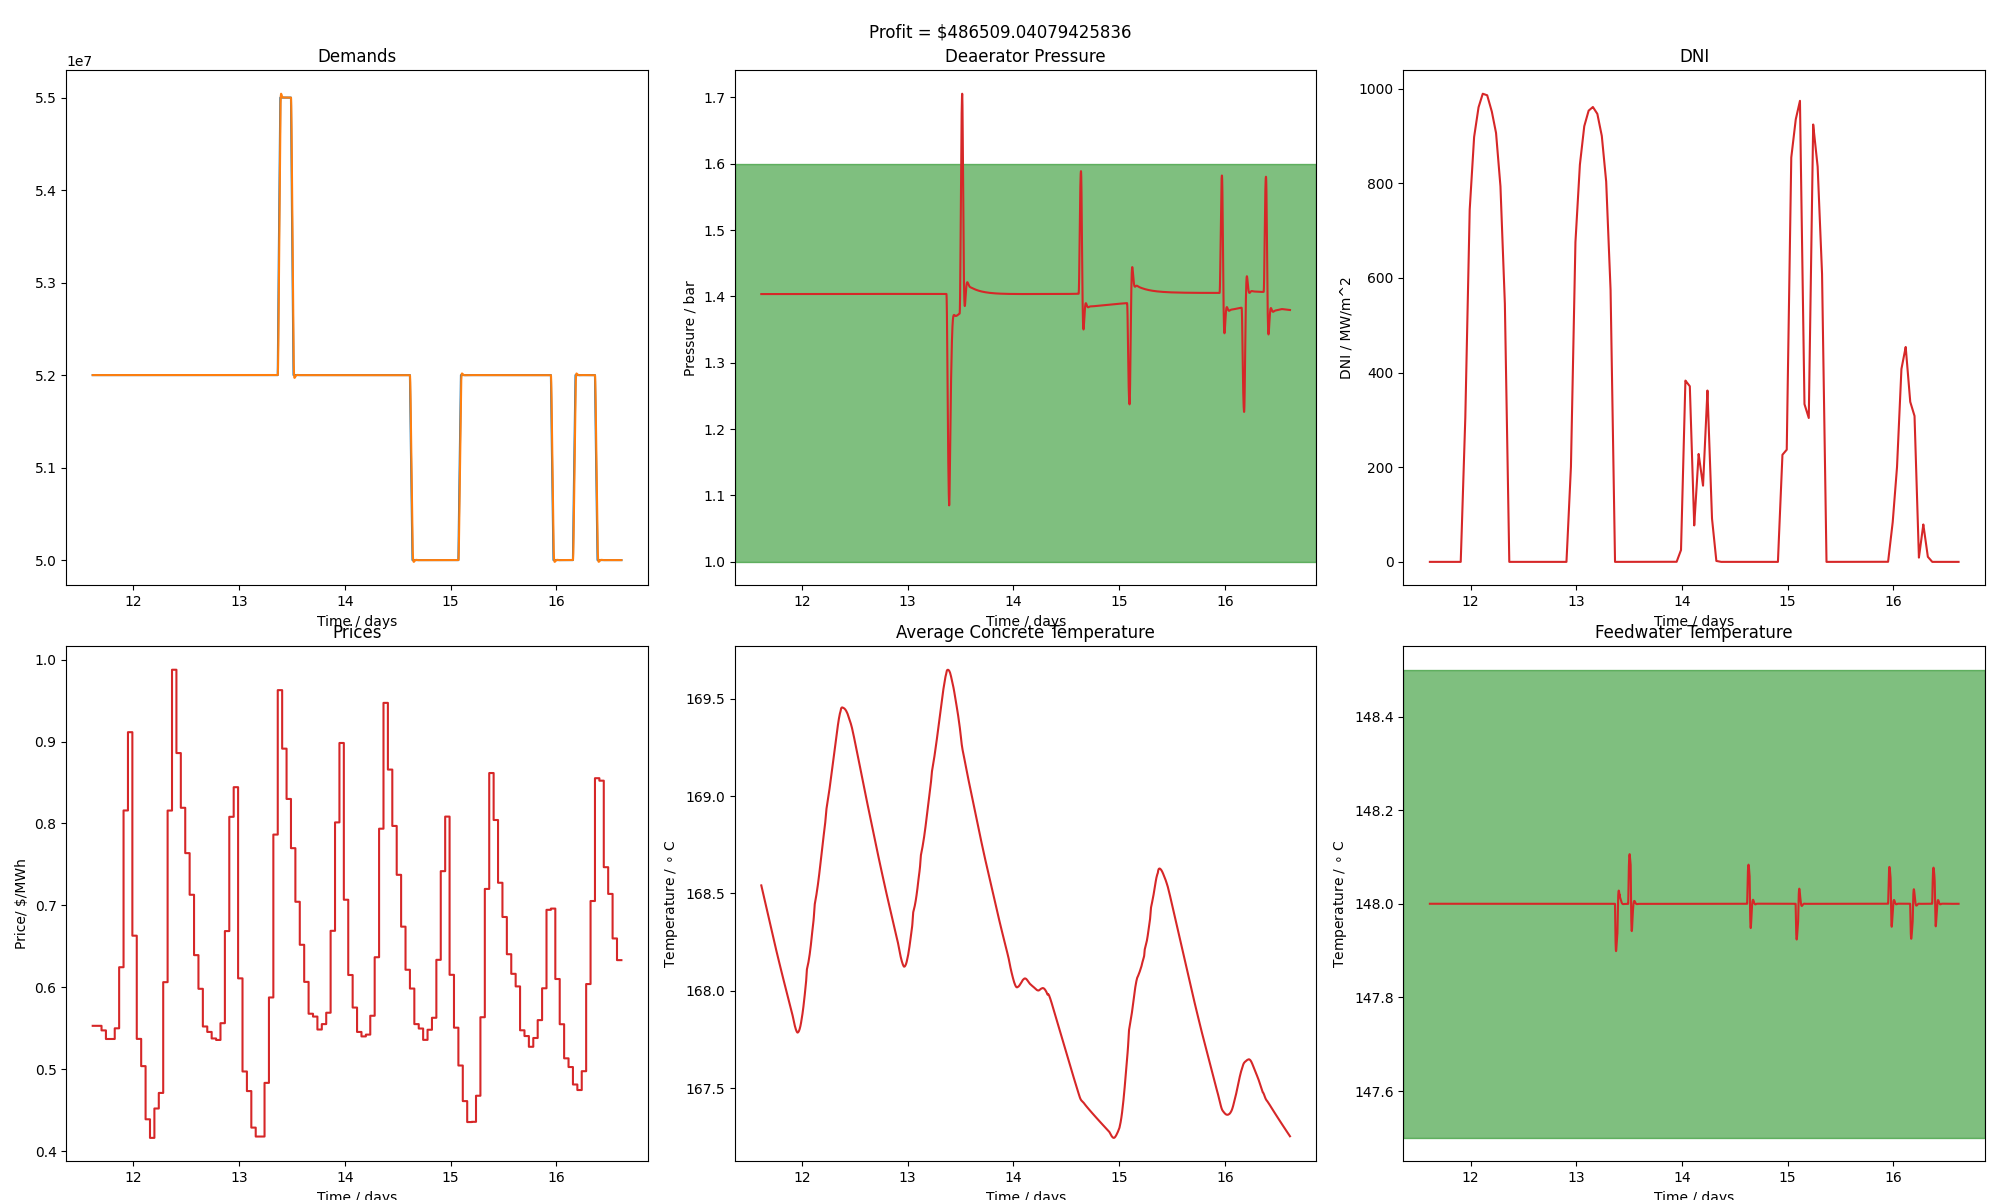 Profit = $486509.04079425836
Demands
1e7
5.5
5.4
5.3
5.2
5.1
5.0
12 13 14 15 16
Time / days
Deaerator Pressure
Pressure / bar
1.7
1.6
1.5
1.4
1.3
1.2
1.1
1.0
12 13 14 15 16
Time / days
DNI
DNI / MW/m^2
1000
800
600
400
200
0
12 13 14 15 16
Time / days
Prices
Price/ $/MWh
1.0
0.9
0.8
0.7
0.6
0.5
0.4
12 13 14 15 16
Time / days
Average Concrete Temperature
Temperature / ∘ C
169.5
169.0
168.5
168.0
167.5
12 13 14 15 16
Time / days
Feedwater Temperature
Temperature / ∘ C
148.4
148.2
148.0
147.8
147.6
12 13 14 15 16
Time / days